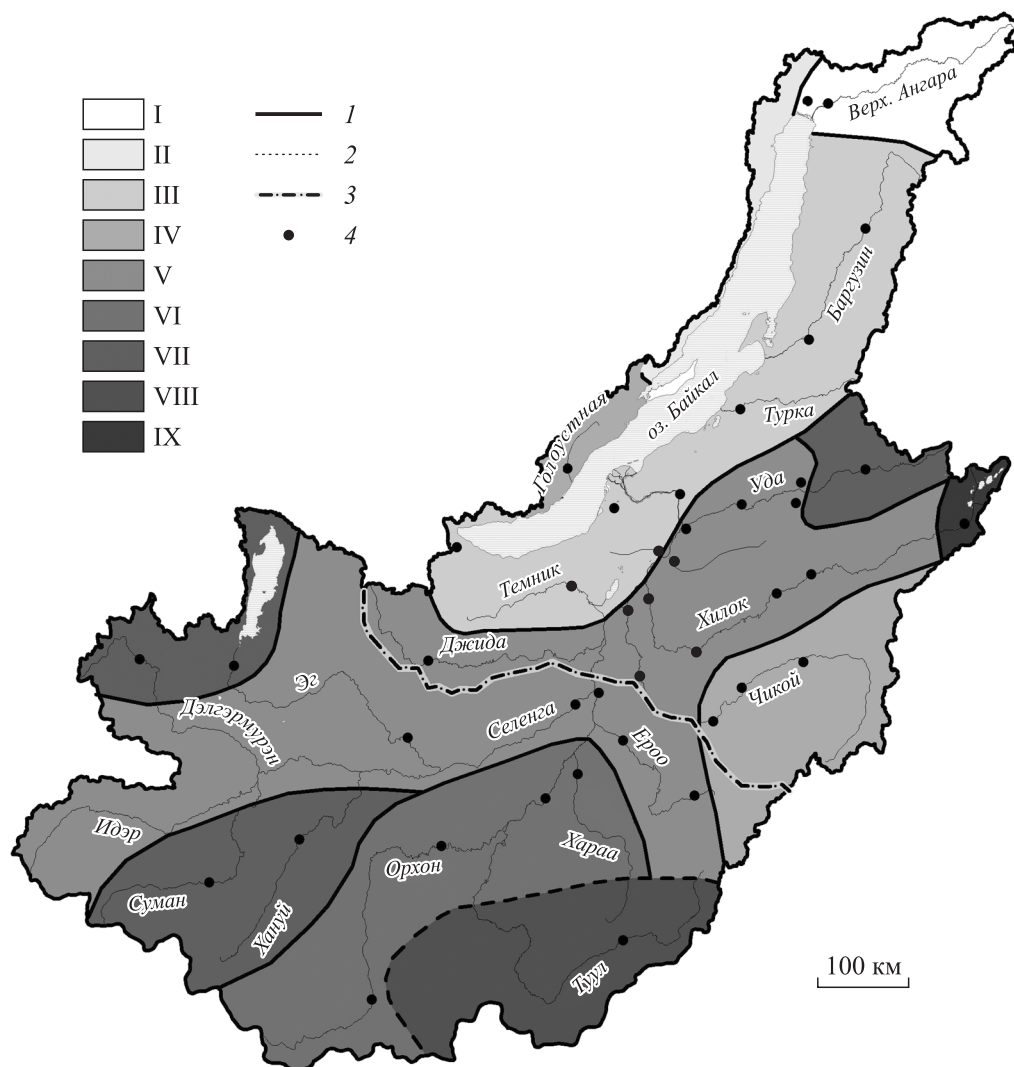 I
II
III
IV
V
VI
VII
VIII
IX
1
2
3
4
Верх. Ангара
Баргузин
оз. Байкал
Турка
Голоустная
Уда
Темник
Хилок
Джида
Чикой
Эг
Селенга
Дэлгэрмурэн
Ероо
Идэр
Орхон
Хараа
Суман
Хануй
Туул
100 км